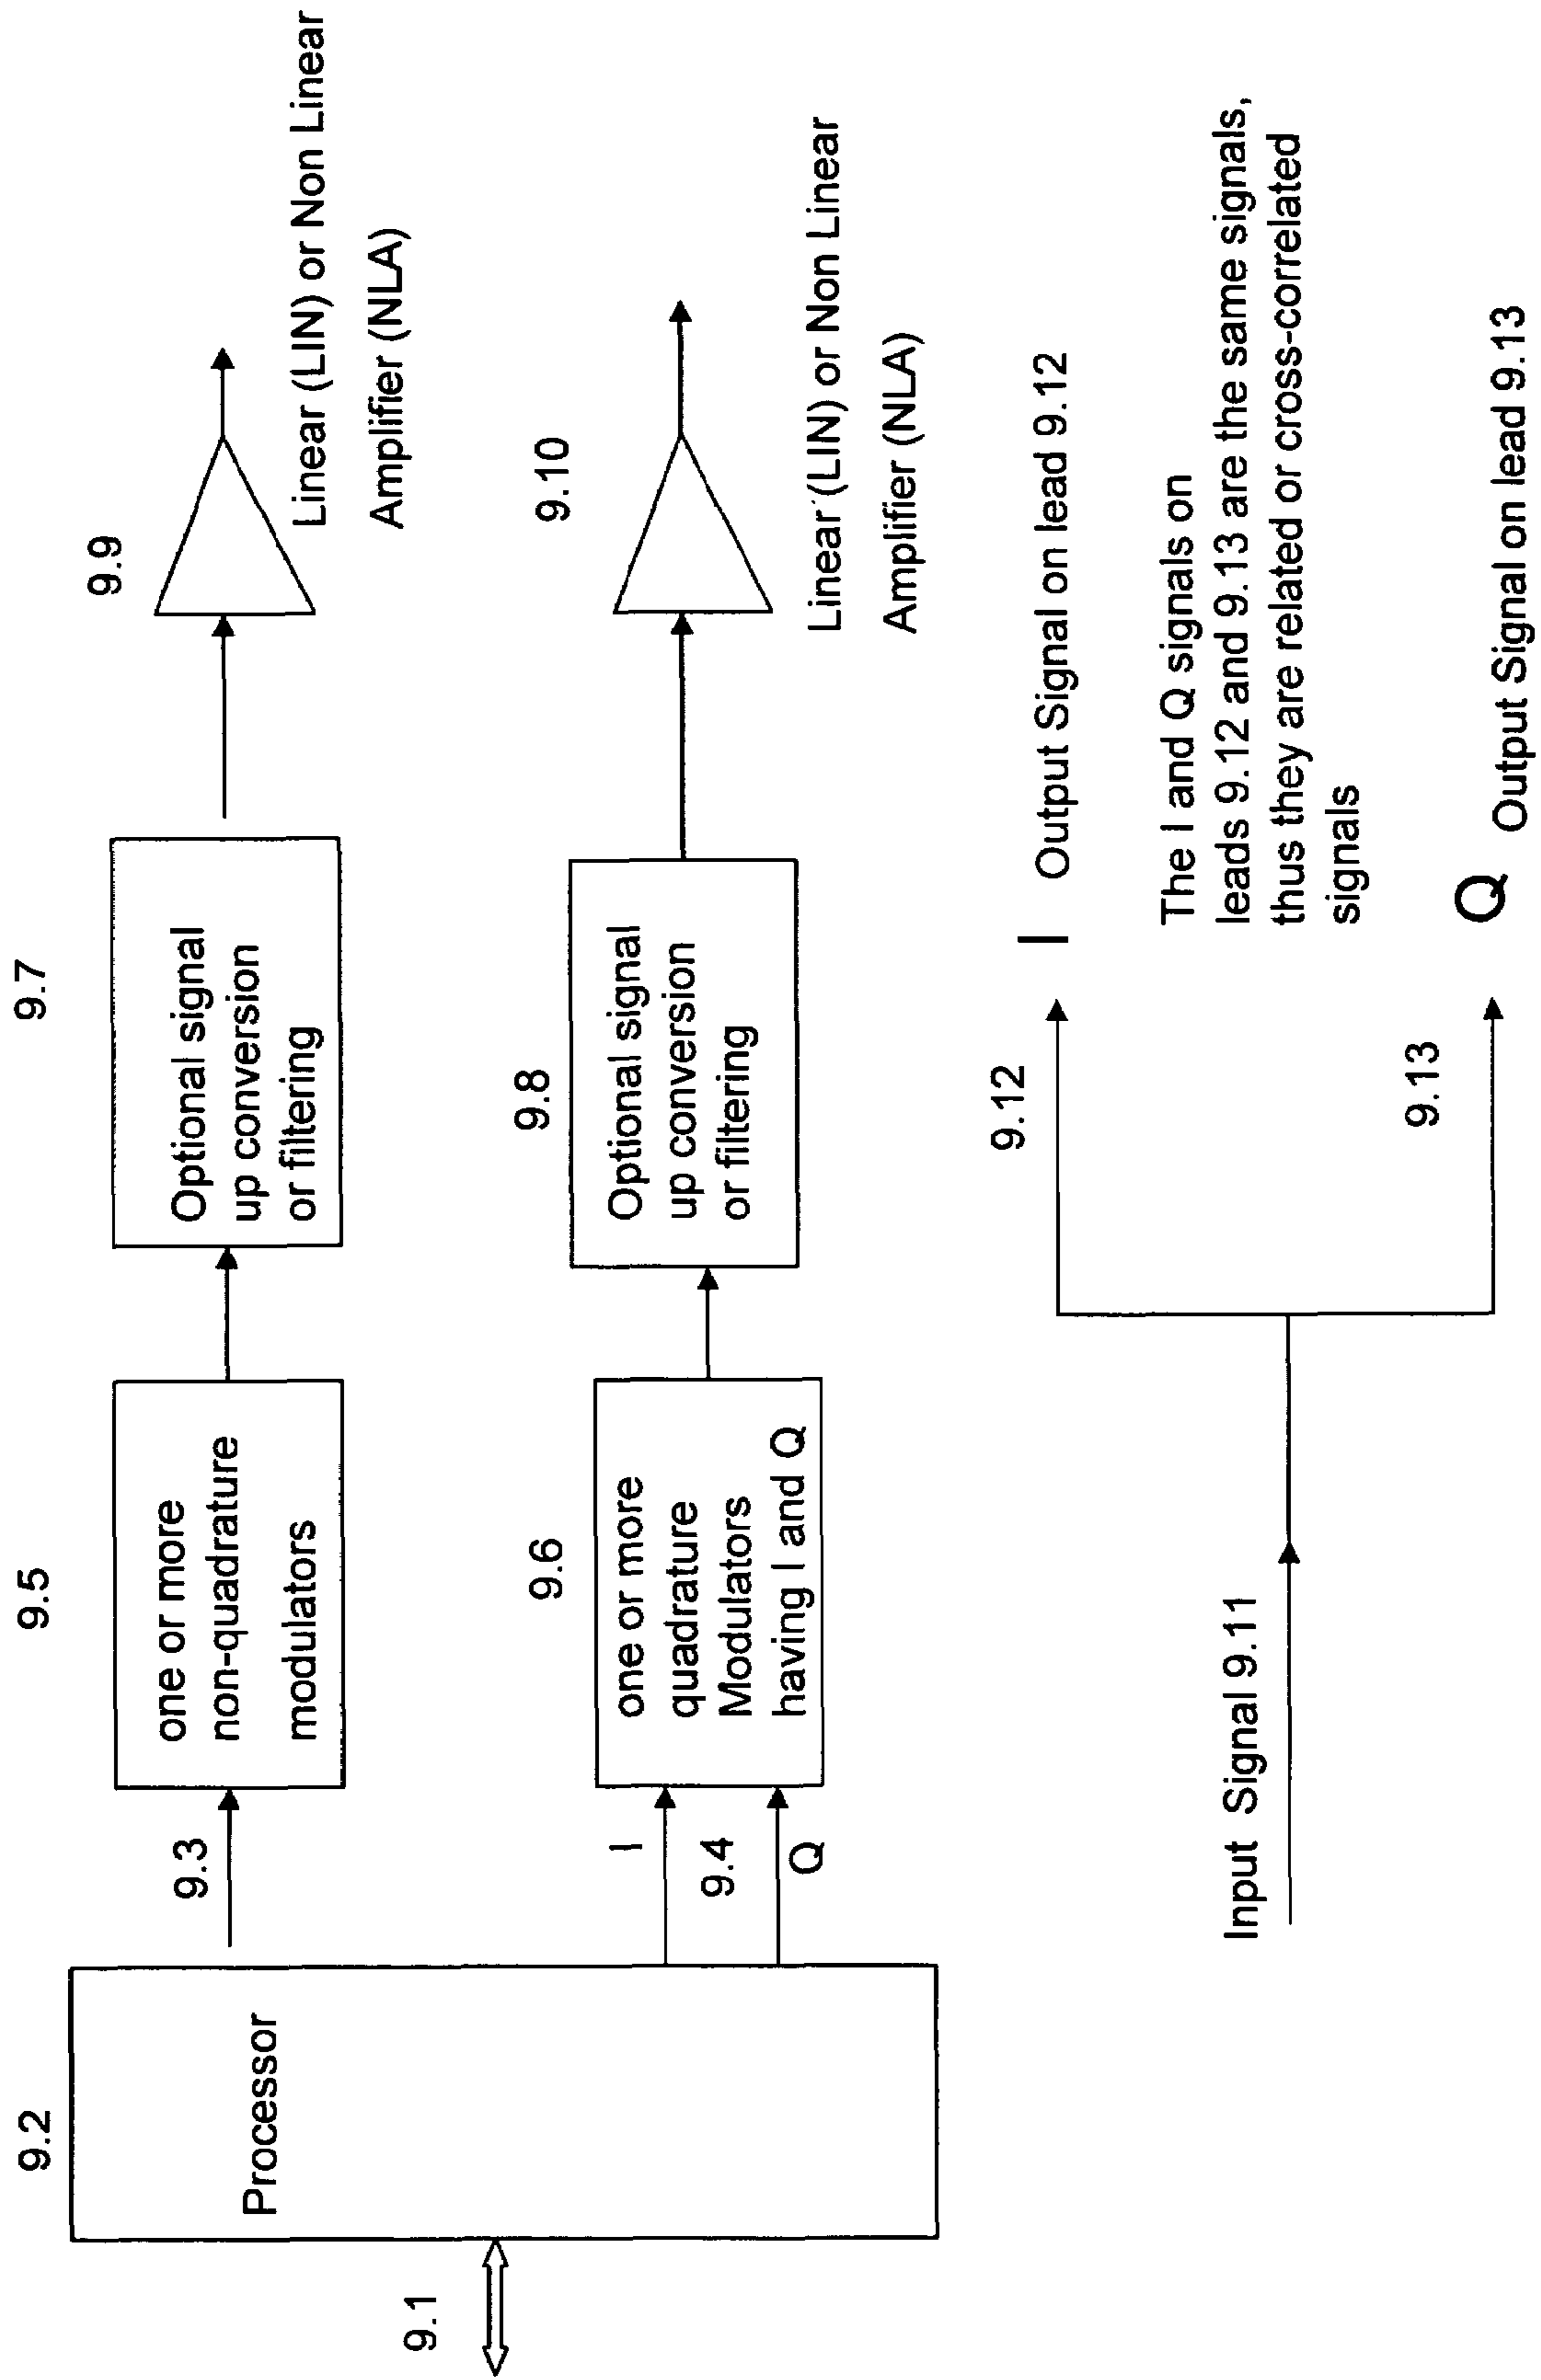 9.2
Processor
9.1
9.3
9.5
one or more
non-quadrature
modulators
9.7
Optional signal
up conversion
or filtering
9.9
Linear (LIN) or Non Linear
Amplifier (NLA)
I
9.4
Q
9.6
one or more
quadrature
Modulators
having I and Q
9.8
Optional signal
up conversion
or filtering
9.10
Linear (LIN) or Non Linear
Amplifier (NLA)
Input Signal 9.11
9.12
I Output Signal on lead 9.12
The I and Q signals on
leads 9.12 and 9.13 are the same signals,
thus they are related or cross-correlated
signals
9.13
Q Output Signal on lead 9.13